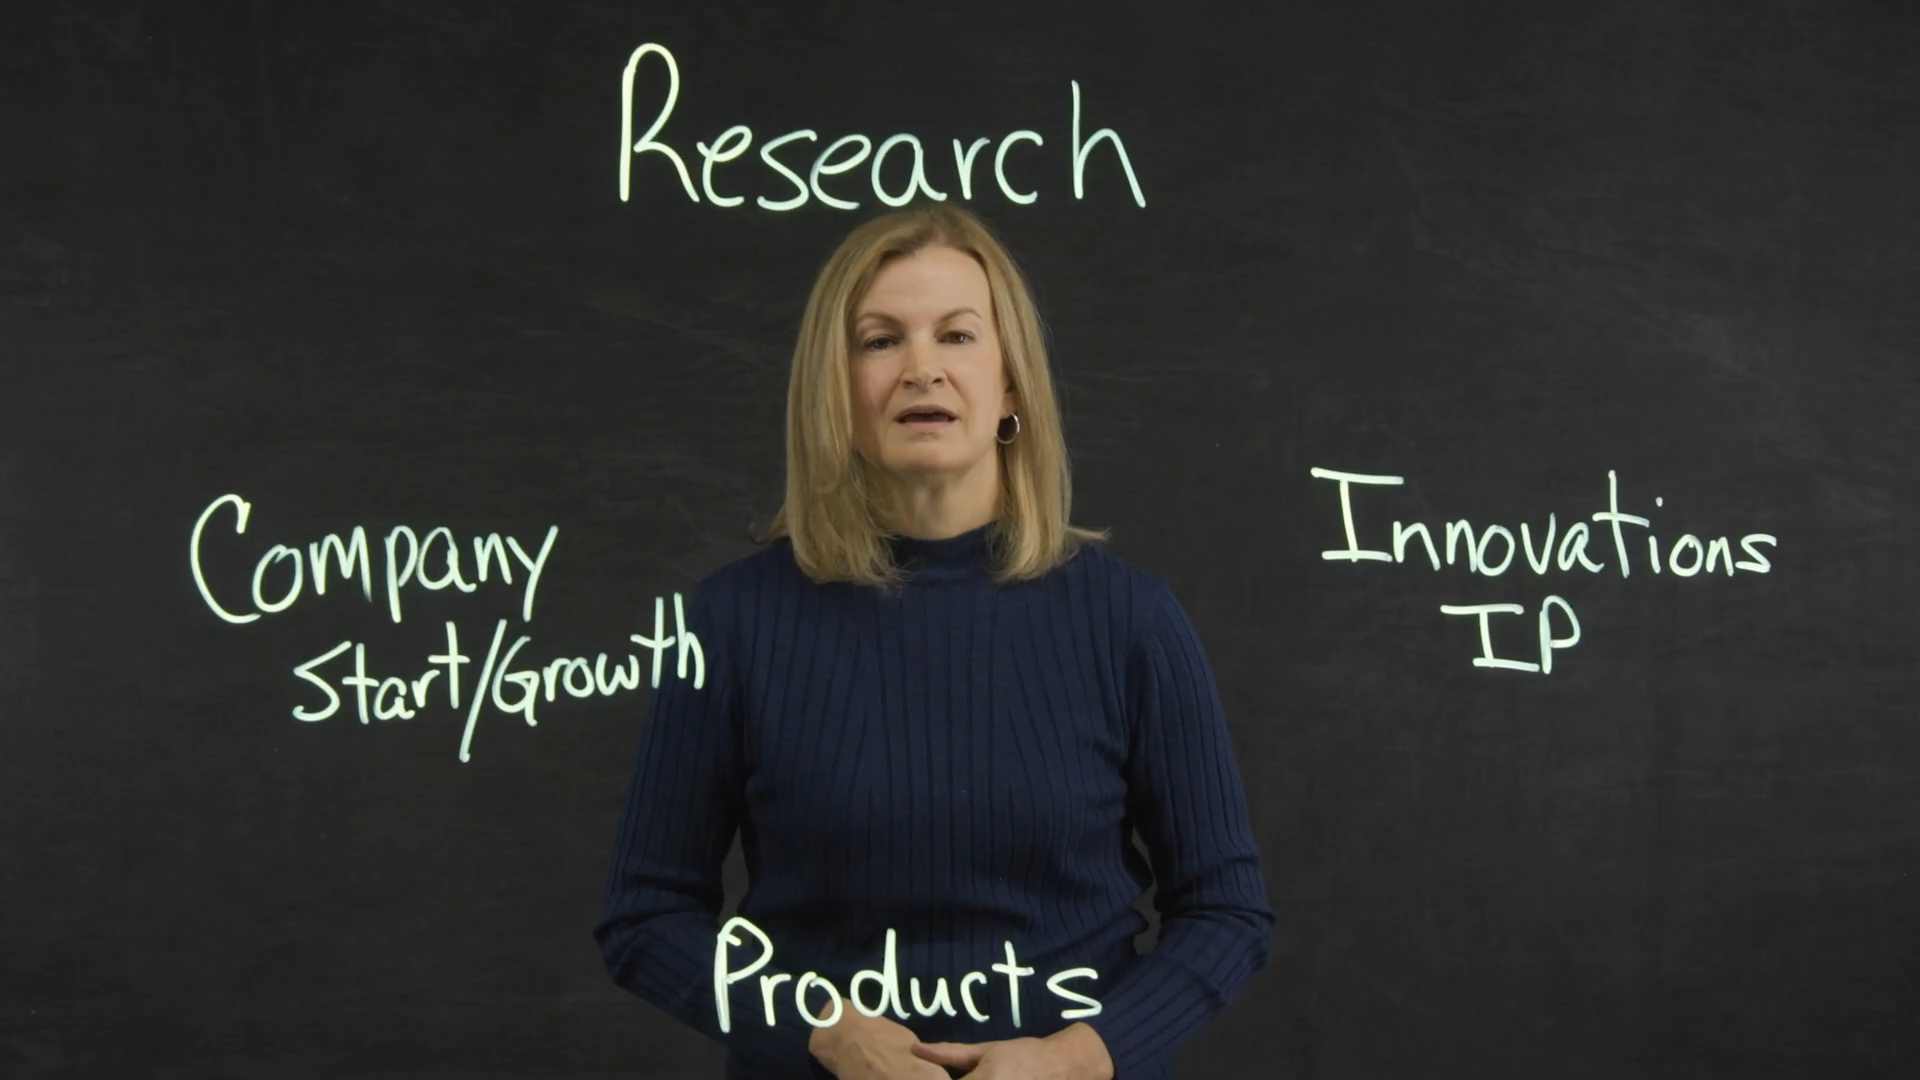 Research
Company
Start/Growth
Innovations
IP
Products